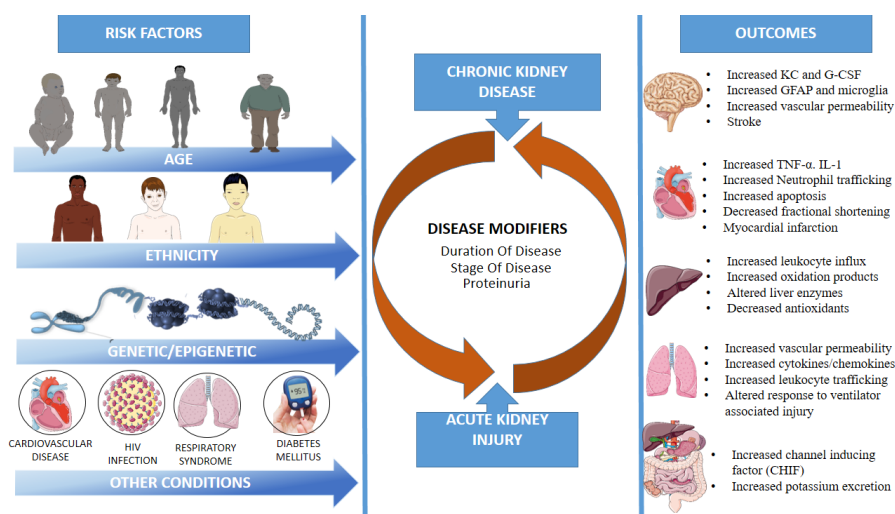 RISK FACTORS
AGE
ETHNICITY
GENETIC/EPIGENETIC
CARDIOVASCULAR
DISEASE
HIV
INFECTION
RESPIRATORY
SYNDROME
DIABETES
MELLITUS
OTHER CONDITIONS
CHRONIC KIDNEY
DISEASE
DISEASE MODIFIERS
Duration Of Disease
Stage Of Disease
Proteinuria
ACUTE KIDNEY
INJURY
OUTCOMES
• Increased KC and G-CSF
• Increased GFAP and microglia
• Increased vascular permeability
• Stroke
• Increased TNF-α. IL-1
• Increased Neutrophil trafficking
• Increased apoptosis
• Decreased fractional shortening
• Myocardial infarction
• Increased leukocyte influx
• Increased oxidation products
• Altered liver enzymes
• Decreased antioxidants
• Increased vascular permeability
• Increased cytokines/chemokines
• Increased leukocyte trafficking
• Altered response to ventilator
associated injury
• Increased channel inducing
factor (CHIF)
• Increased potassium excretion